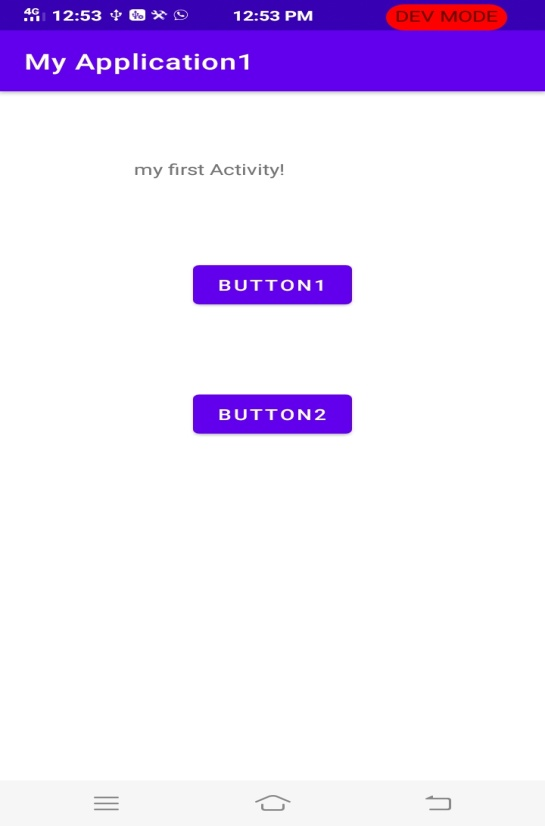 4G 12:53 12:53 PM DEV MODE
My Application1
my first Activity!
BUTTON1
BUTTON2